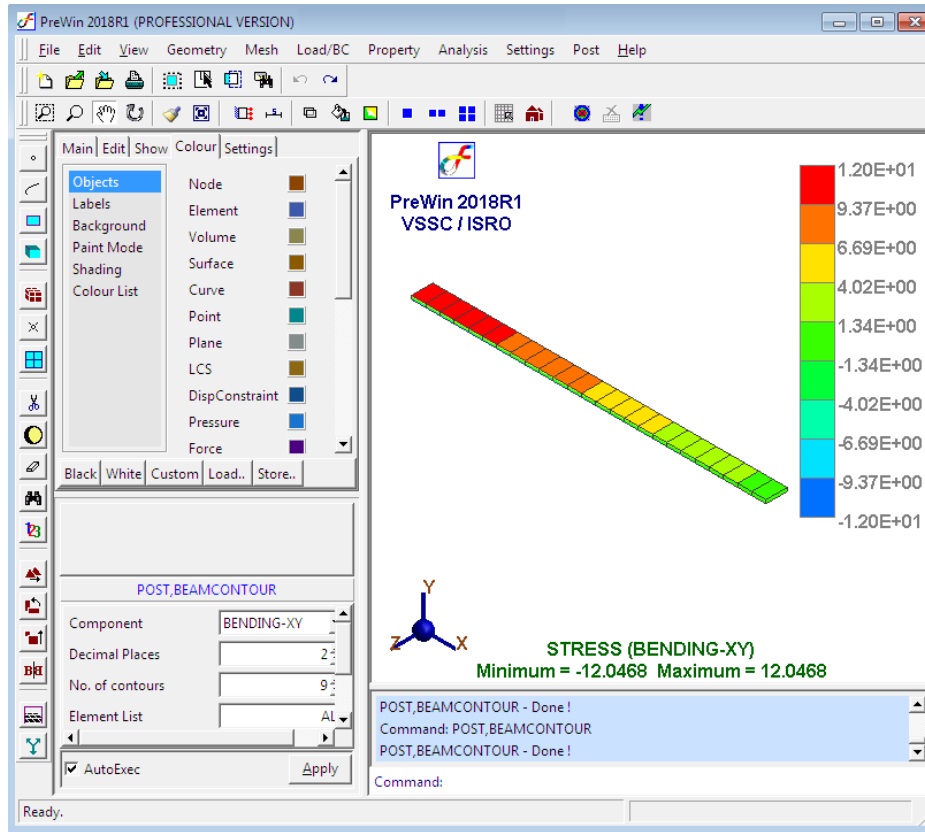 PreWin 2018R1 (PROFESSIONAL VERSION)
File Edit View Geometry Mesh Load/BC Property Analysis Settings Post Help
Main Edit Show Colour Settings
Objects
Labels
Background
Paint Mode
Shading
Colour List
Node
Element
Volume
Surface
Curve
Point
Plane
LCS
DispConstraint
Pressure
Force
Black White Custom Load.. Store..
POST,BEAMCONTOUR
Component BENDING-XY
Decimal Places 2
No. of contours 9
Element List AL
AutoExec Apply
PreWin 2018R1
VSSC / ISRO
1.20E+01
9.37E+00
6.69E+00
4.02E+00
1.34E+00
-1.34E+00
-4.02E+00
-6.69E+00
-9.37E+00
-1.20E+01
Y
Z X
STRESS (BENDING-XY)
Minimum = -12.0468 Maximum = 12.0468
POST,BEAMCONTOUR - Done !
Command: POST,BEAMCONTOUR
POST,BEAMCONTOUR - Done !
Command:
Ready.